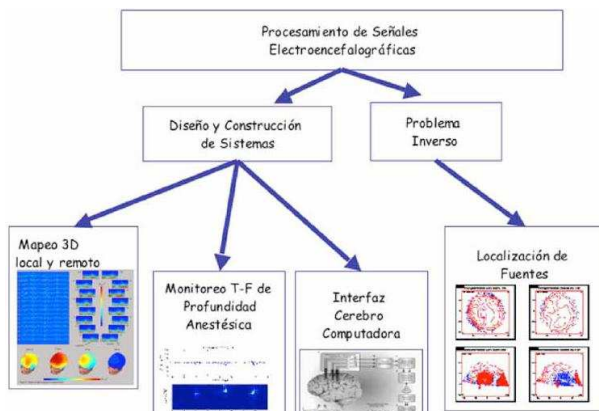 Procesamiento de Señales
Electroencefalográficas
Diseño y Construcción
de Sistemas
Problema
Inverso
Mapeo 3D
local y remoto
Monitoreo T-F de
Profundidad
Anestésica
Interfaz
Cerebro
Computadora
Localización de
Fuentes